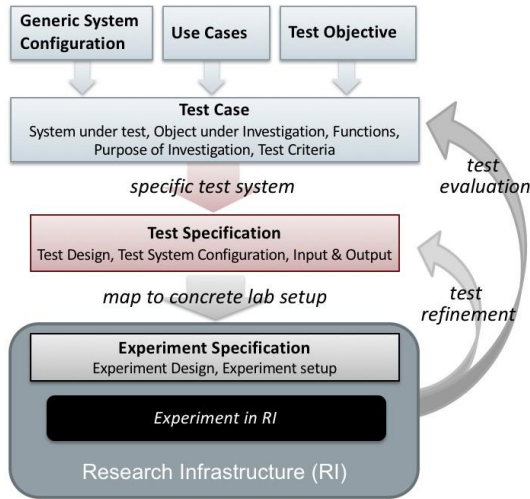 Generic System
Configuration
Use Cases
Test Objective
Test Case
System under test, Object under Investigation, Functions,
Purpose of Investigation, Test Criteria
specific test system
test
evaluation
Test Specification
Test Design, Test System Configuration, Input & Output
map to concrete lab setup
test
refinement
Experiment Specification
Experiment Design, Experiment setup
Experiment in RI
Research Infrastructure (RI)